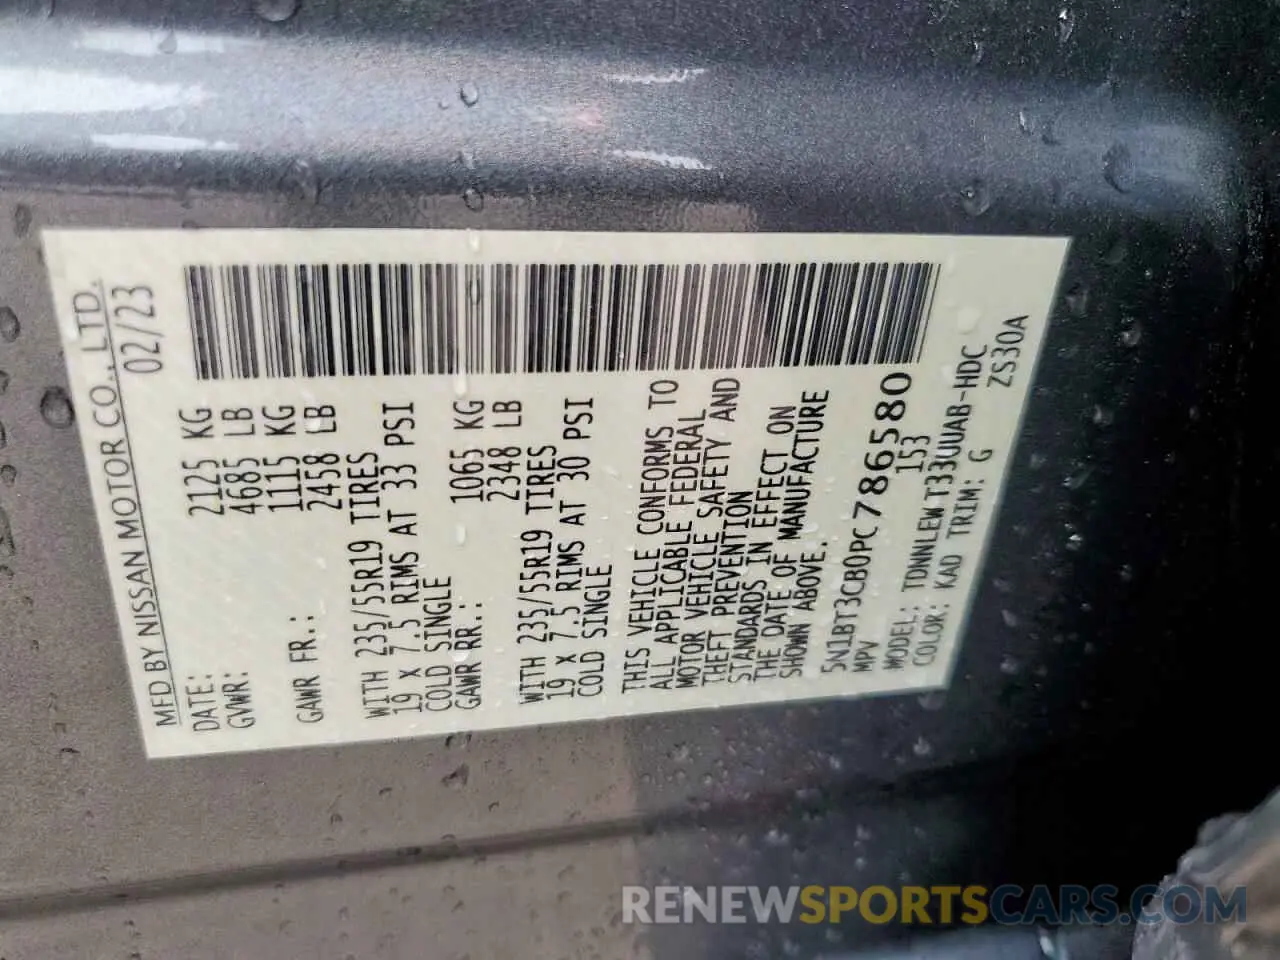 MFD BY NISSAN MOTOR CO., LTD.
DATE: 02/23
GVWR: 2125 KG
4685 LB
GAWR FR.: 1115 KG
2458 LB
WITH 235/55R19 TIRES
19 X 7.5 RIMS AT 33 PSI
COLD SINGLE
GAWR RR.: 1065 KG
2348 LB
WITH 235/55R19 TIRES
19 X 7.5 RIMS AT 30 PSI
COLD SINGLE
THIS VEHICLE CONFORMS TO
ALL APPLICABLE FEDERAL
MOTOR VEHICLE SAFETY AND
THEFT PREVENTION
STANDARDS IN EFFECT ON
THE DATE OF MANUFACTURE
SHOWN ABOVE.
5N1BT3CB0PC786580
MPV 153
MODEL: TDNNLEWT33UUAB-HDC
COLOR: KAD TRIM: G ZS30A
RENEWSPORTSCARS.COM